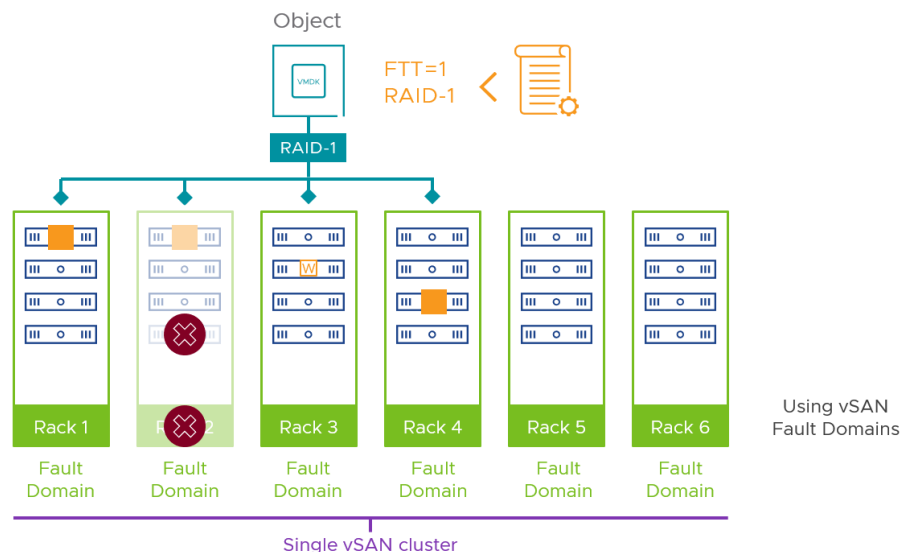 Object
VMDK
FTT=1
RAID-1
RAID-1
W
Rack 1
Rack 3
Rack 4
Rack 5
Rack 6
Using vSAN
Fault Domains
Fault
Domain
Fault
Domain
Fault
Domain
Fault
Domain
Fault
Domain
Fault
Domain
Single vSAN cluster